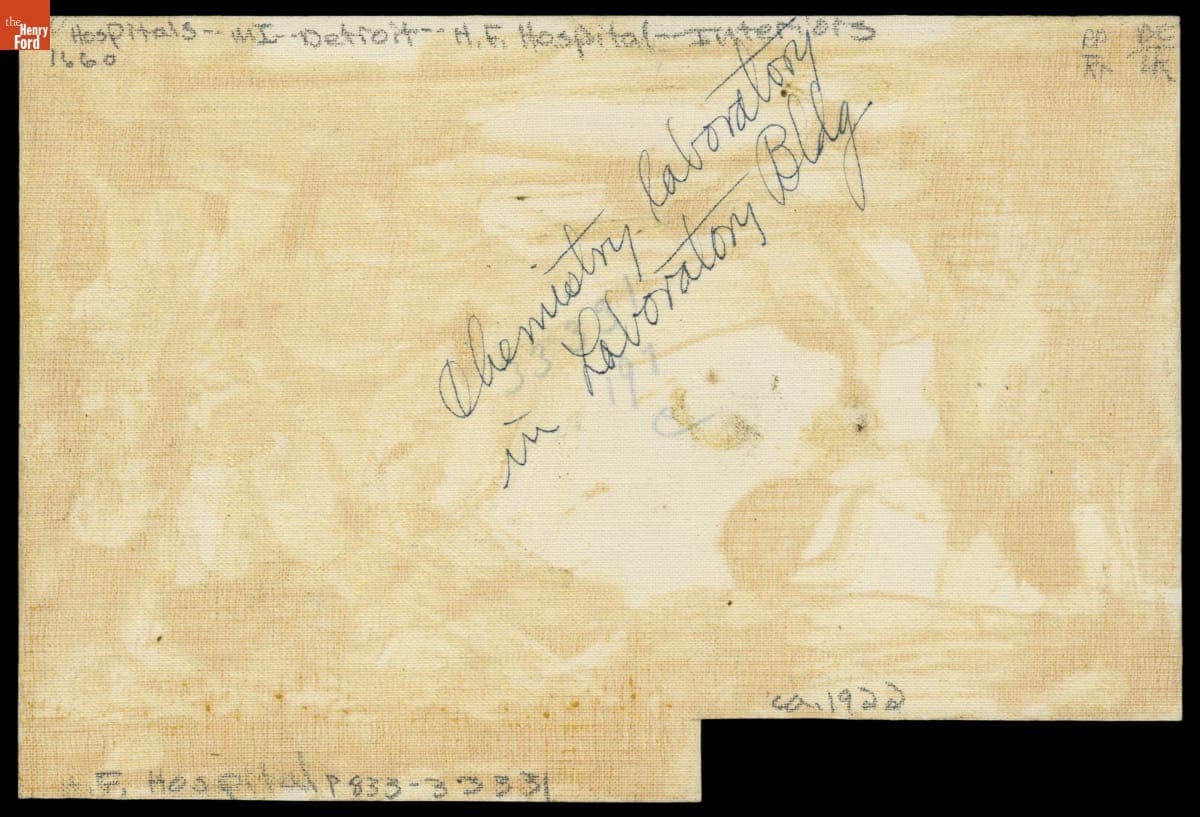 the
Henry
Ford
Hospitals--MI--Detroit--H.F. Hospital--Interiors
1660
Chemistry Laboratory
in Laboratory Bldg
ca. 1922
H.F. Hospital P833-33331